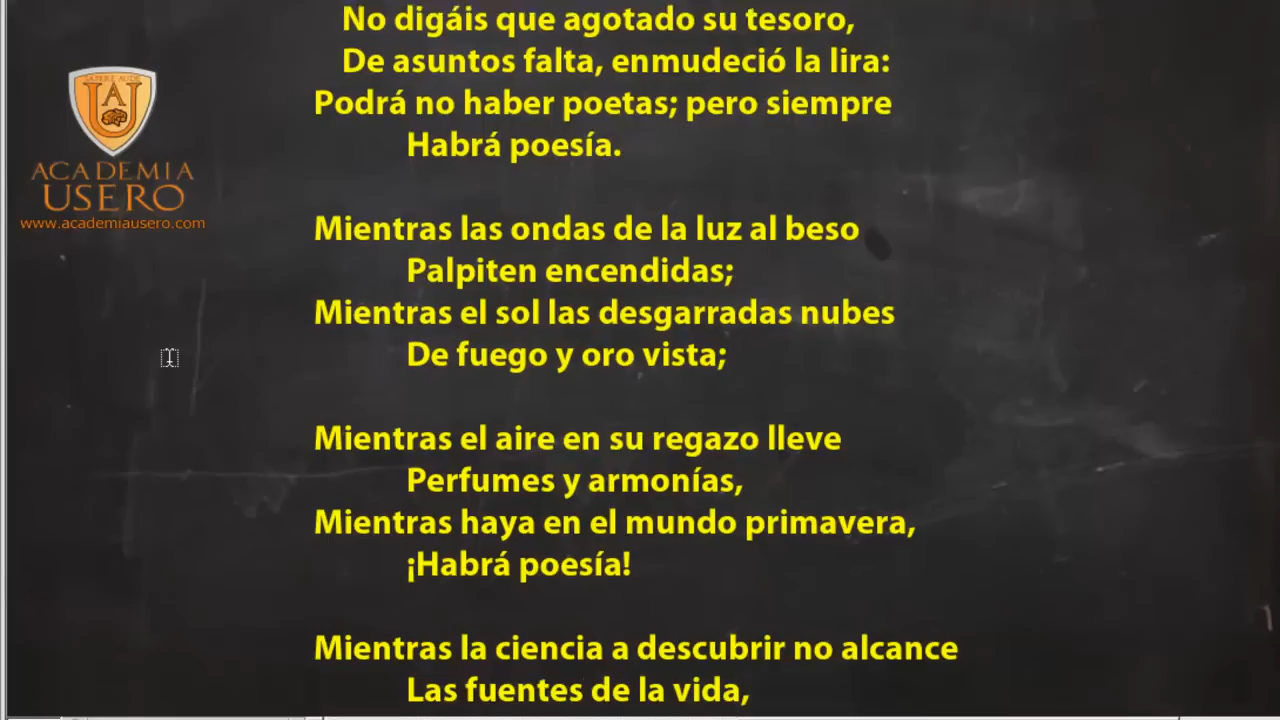 No digáis que agotado su tesoro,
De asuntos falta, enmudeció la lira:
Podrá no haber poetas; pero siempre
Habrá poesía.
SAPERE AUDE
UA
ACADEMIA
USERO
www.academiausero.com
Mientras las ondas de la luz al beso
Palpiten encendidas;
Mientras el sol las desgarradas nubes
De fuego y oro vista;
Mientras el aire en su regazo lleve
Perfumes y armonías,
Mientras haya en el mundo primavera,
¡Habrá poesía!
Mientras la ciencia a descubrir no alcance
Las fuentes de la vida,